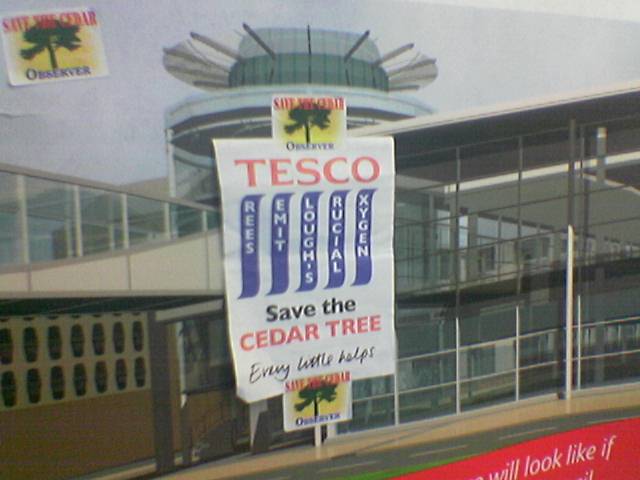 SAVE THE CEDAR
OBSERVER
SAVE THE CEDAR
OBSERVER
TESCO
REES
EMIT
LOUGH'S
RUCIAL
XYGEN
Save the
CEDAR TREE
Every little helps
SAVE THE CEDAR
OBSERVER
will look like if